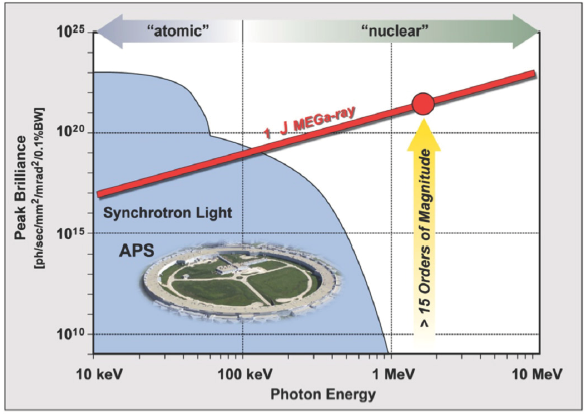 "atomic" "nuclear"
10²⁵
10²⁰
10¹⁵
10¹⁰
Peak Brilliance
[ph/sec/mm²/mrad²/0.1%BW]
1 J MEGa-ray
Synchrotron Light
APS
> 15 Orders of Magnitude
10 keV 100 keV 1 MeV 10 MeV
Photon Energy